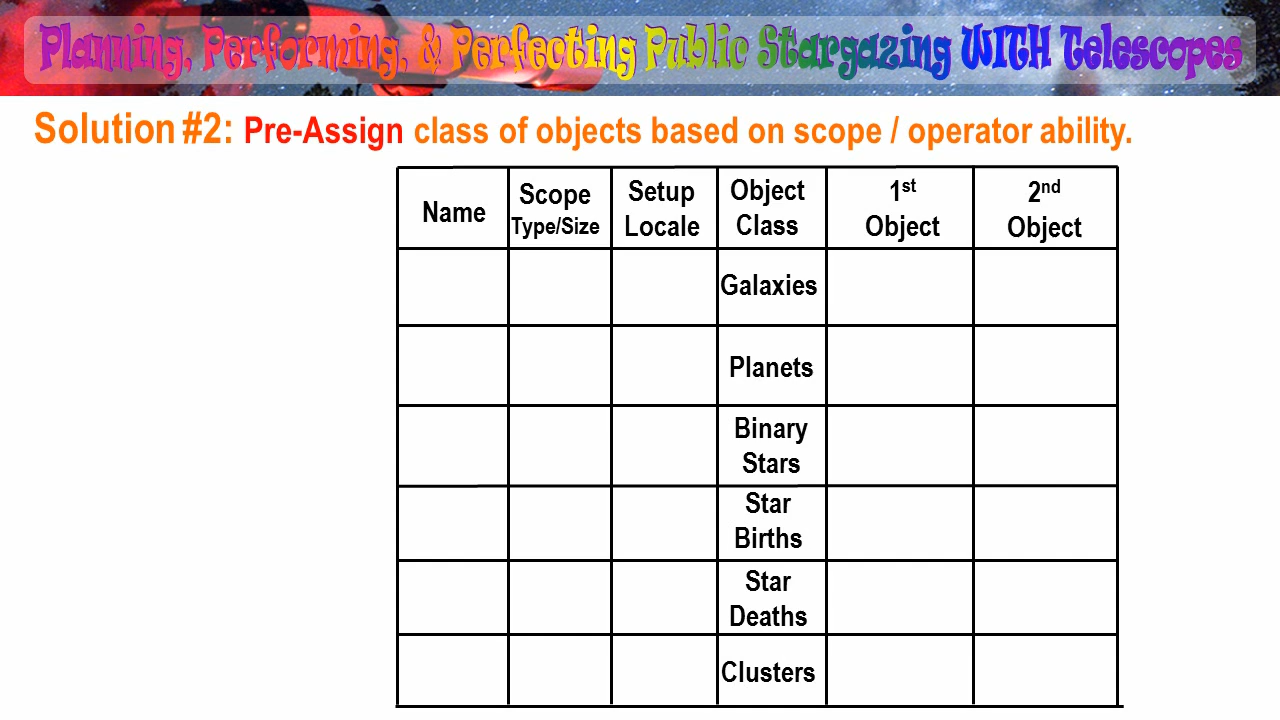 Planning, Performing, & Perfecting Public Stargazing WITH Telescopes
Solution #2: Pre-Assign class of objects based on scope / operator ability.
Name
Scope
Type/Size
Setup
Locale
Object
Class
1st
Object
2nd
Object
Galaxies
Planets
Binary
Stars
Star
Births
Star
Deaths
Clusters